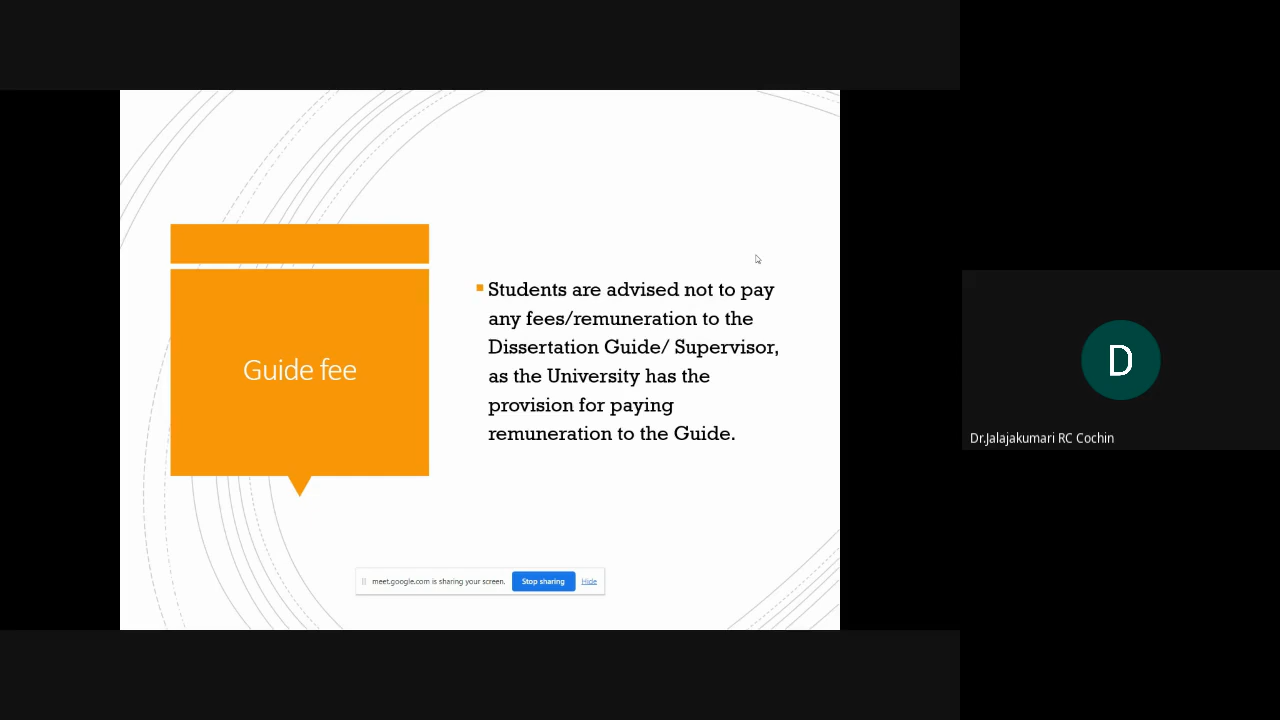 Guide fee
Students are advised not to pay
any fees/remuneration to the
Dissertation Guide/ Supervisor,
as the University has the
provision for paying
remuneration to the Guide.
meet.google.com is sharing your screen. Stop sharing Hide
D
Dr.Jalajakumari RC Cochin